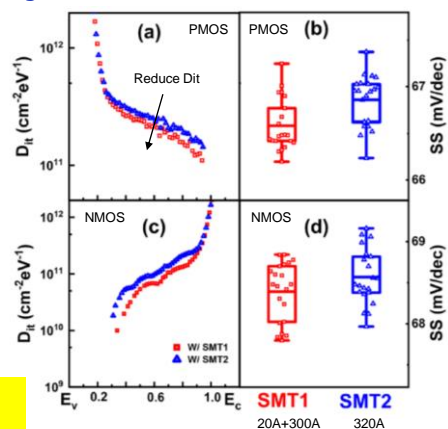 (a) PMOS
Reduce Dit
10¹²
10¹¹
Dit (cm⁻²eV⁻¹)
PMOS (b)
67
66
SS (mV/dec)
(c) NMOS
10¹²
10¹¹
10¹⁰
10⁹
Dit (cm⁻²eV⁻¹)
W/ SMT1
W/ SMT2
Ev 0.2 0.6 1.0 Ec
NMOS (d)
69
68
SS (mV/dec)
SMT1 SMT2
20A+300A 320A